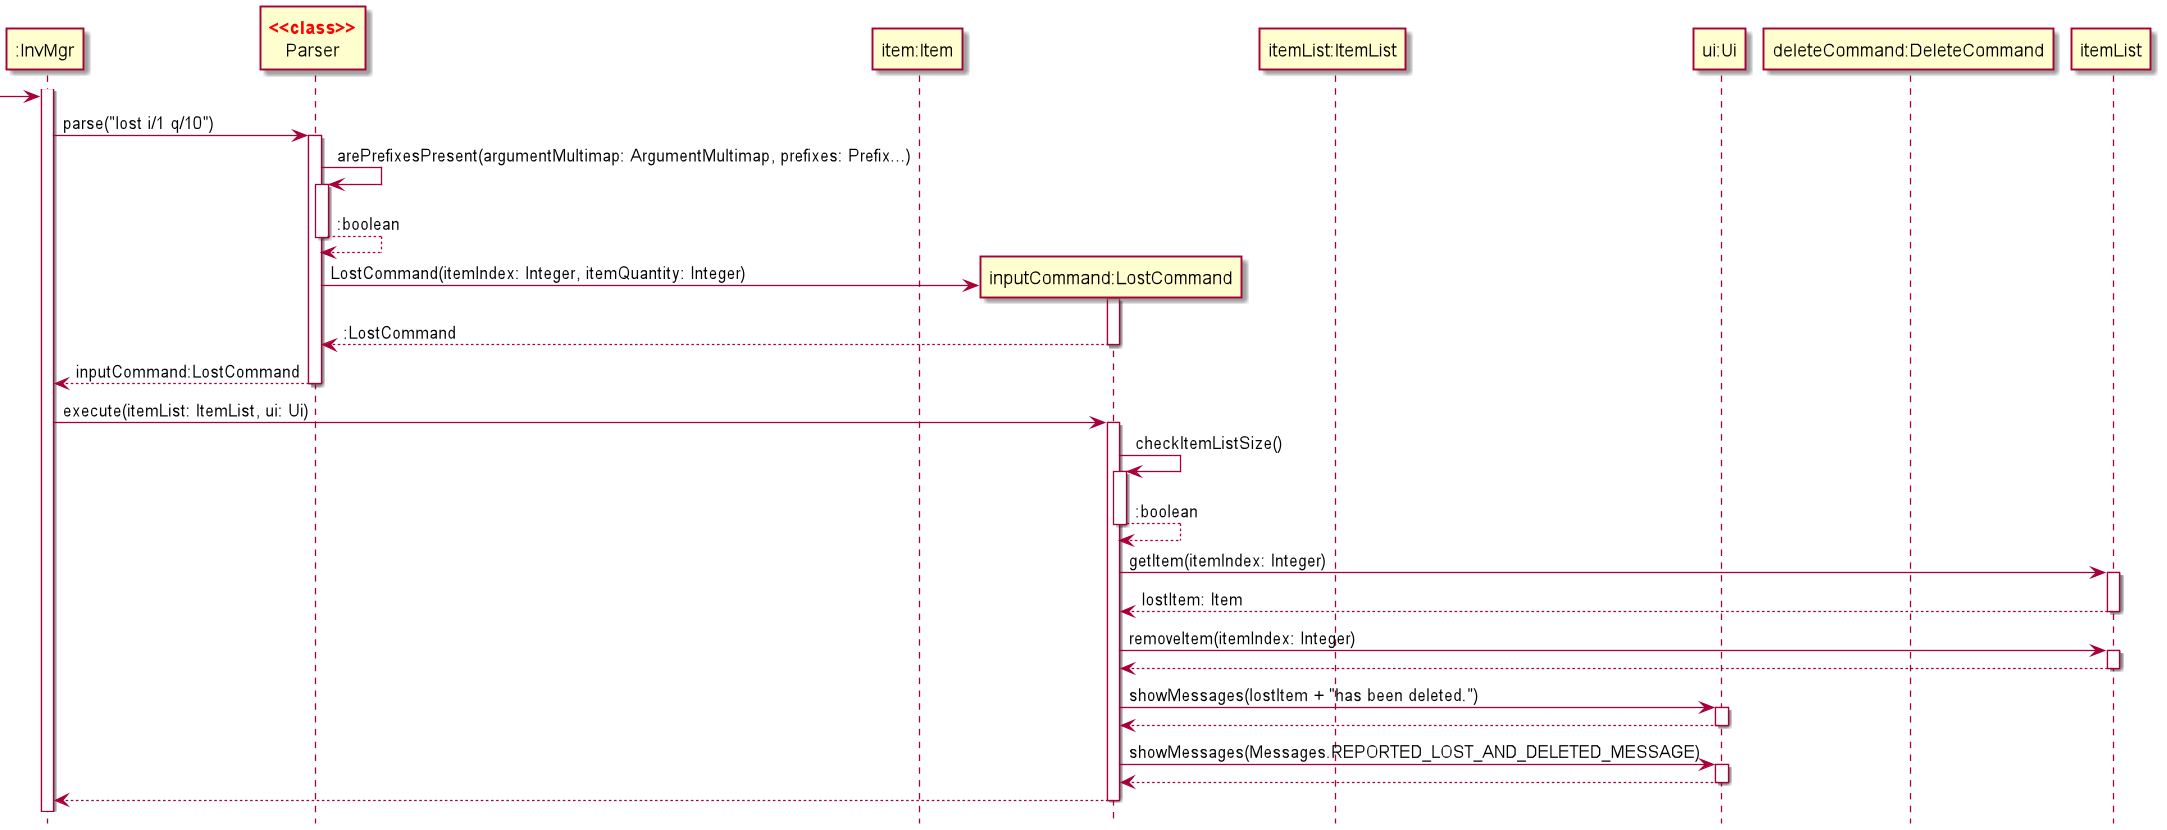 :InvMgr
<<class>>
Parser
item:Item
itemList:ItemList
ui:Ui
deleteCommand:DeleteCommand
itemList
parse("lost i/1 q/10")
arePrefixesPresent(argumentMultimap: ArgumentMultimap, prefixes: Prefix...)
:boolean
LostCommand(itemIndex: Integer, itemQuantity: Integer)
inputCommand:LostCommand
:LostCommand
inputCommand:LostCommand
execute(itemList: ItemList, ui: Ui)
checkItemListSize()
:boolean
getItem(itemIndex: Integer)
lostItem: Item
removeItem(itemIndex: Integer)
showMessages(lostItem + "has been deleted.")
showMessages(Messages.REPORTED_LOST_AND_DELETED_MESSAGE)